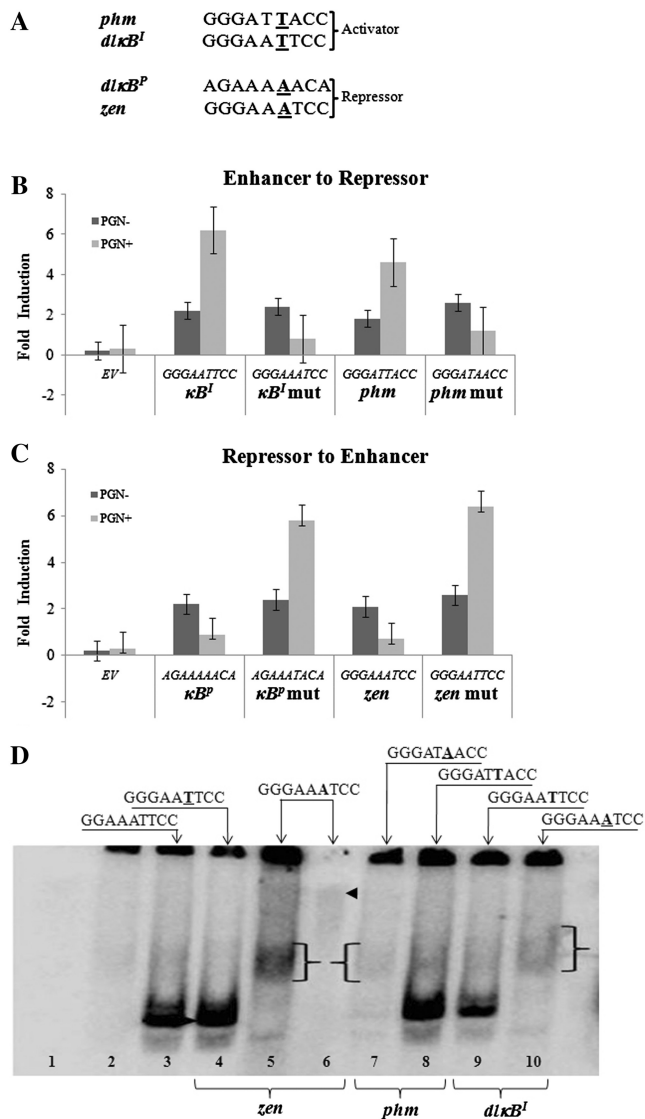 A
phm GGGATTACC
dlκB^I GGGAATTCC
Activator
dlκB^P AGAAAAACA
zen GGGAAATCC
Repressor
B
Enhancer to Repressor
PGN-
PGN+
Fold Induction
8
6
4
2
0
-2
EV GGGAATTCC GGGAAATCC GGGATTACC GGGATAACC
κB^I κB^I mut phm phm mut
C
Repressor to Enhancer
PGN-
PGN+
Fold Induction
8
6
4
2
0
-2
EV AGAAAAACA AGAAATACA GGGAAATCC GGGAATTCC
κB^p κB^p mut zen zen mut
D
GGGATAACC
GGGAATTCC GGGAAATCC GGGATTACC
GGAAATTCC GGGAATTCC
GGGAAATCC
1 2 3 4 5 6 7 8 9 10
zen phm dlκB^I